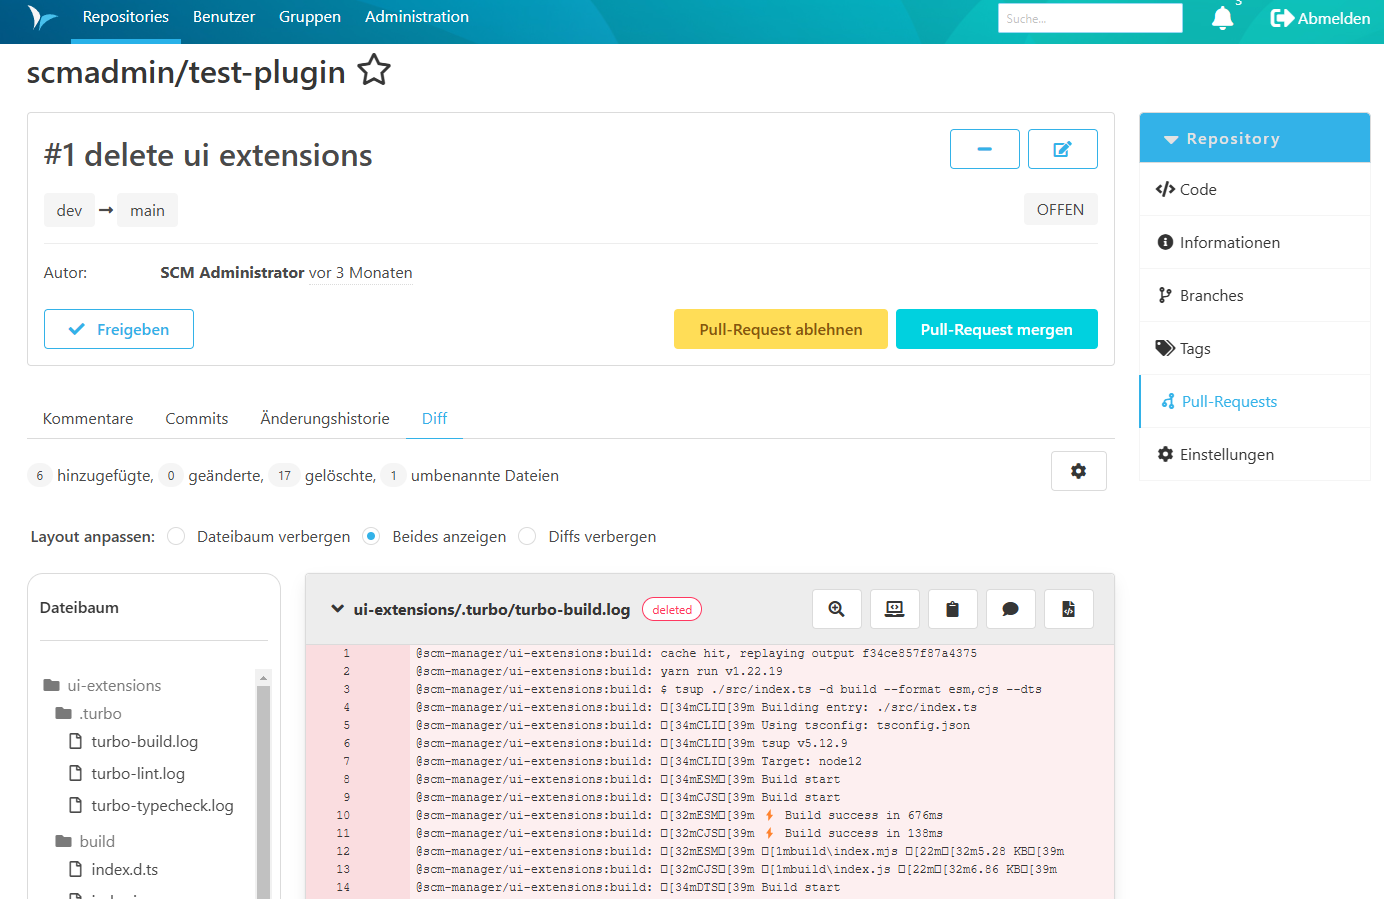 Repositories Benutzer Gruppen Administration Suche... Abmelden
scmadmin/test-plugin
#1 delete ui extensions
dev → main OFFEN
Autor: SCM Administrator vor 3 Monaten
Freigeben Pull-Request ablehnen Pull-Request mergen
Kommentare Commits Änderungshistorie Diff
6 hinzugefügte, 0 geänderte, 17 gelöschte, 1 umbenannte Dateien
Layout anpassen: Dateibaum verbergen Beides anzeigen Diffs verbergen
Dateibaum
ui-extensions
.turbo
turbo-build.log
turbo-lint.log
turbo-typecheck.log
build
index.d.ts
ui-extensions/.turbo/turbo-build.log deleted
1 @scm-manager/ui-extensions:build: cache hit, replaying output f34ce857f87a4375
2 @scm-manager/ui-extensions:build: yarn run v1.22.19
3 @scm-manager/ui-extensions:build: $ tsup ./src/index.ts -d build --format esm,cjs --dts
4 @scm-manager/ui-extensions:build: □[34mCLI□[39m Building entry: ./src/index.ts
5 @scm-manager/ui-extensions:build: □[34mCLI□[39m Using tsconfig: tsconfig.json
6 @scm-manager/ui-extensions:build: □[34mCLI□[39m tsup v5.12.9
7 @scm-manager/ui-extensions:build: □[34mCLI□[39m Target: node12
8 @scm-manager/ui-extensions:build: □[34mESM□[39m Build start
9 @scm-manager/ui-extensions:build: □[34mCJS□[39m Build start
10 @scm-manager/ui-extensions:build: □[32mESM□[39m ⚡ Build success in 676ms
11 @scm-manager/ui-extensions:build: □[32mCJS□[39m ⚡ Build success in 138ms
12 @scm-manager/ui-extensions:build: □[32mESM□[39m □[1mbuild\index.mjs □[22m□[32m5.28 KB□[39m
13 @scm-manager/ui-extensions:build: □[32mCJS□[39m □[1mbuild\index.js □[22m□[32m6.86 KB□[39m
14 @scm-manager/ui-extensions:build: □[34mDTS□[39m Build start
Repository
Code
Informationen
Branches
Tags
Pull-Requests
Einstellungen